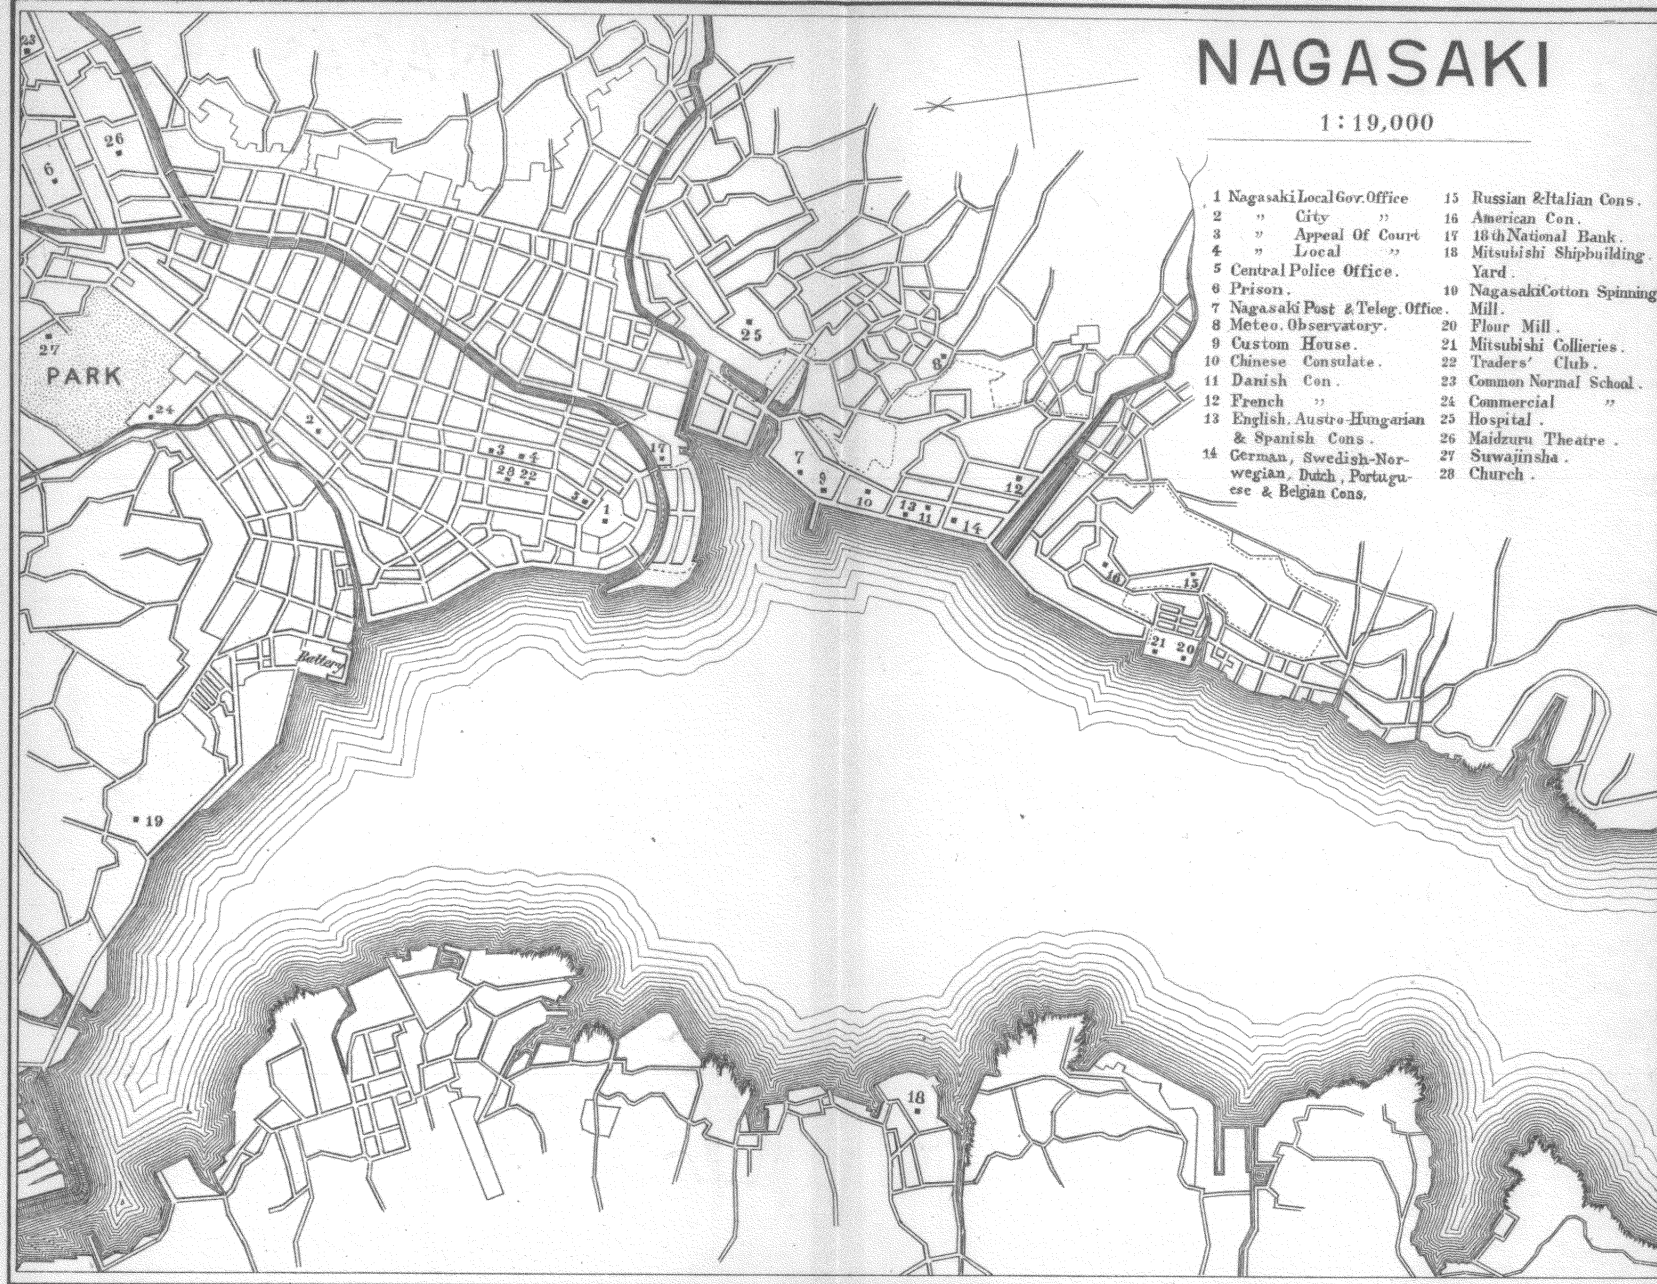 NAGASAKI
1:19,000
1 Nagasaki Local Gov. Office
2 ” City ”
3 ” Appeal Of Court
4 ” Local ”
5 Central Police Office.
6 Prison.
7 Nagasaki Post & Teleg. Office.
8 Meteo. Observatory.
9 Custom House.
10 Chinese Consulate.
11 Danish Con.
12 French ”
13 English, Austro-Hungarian
& Spanish Cons.
14 German, Swedish-Nor-
wegian, Dutch, Portugu-
ese & Belgian Cons.
15 Russian & Italian Cons.
16 American Con.
17 18th National Bank.
18 Mitsubishi Shipbuilding
Yard.
19 Nagasaki Cotton Spinning
Mill.
20 Flour Mill.
21 Mitsubishi Collieries.
22 Traders' Club.
23 Common Normal School.
24 Commercial ”
25 Hospital.
26 Maidzuru Theatre.
27 Suwajinsha.
28 Church.
23
26
6
27
PARK
24
2
3 4
28 22
5
1
17
25
8
7
9
10
13
11
14
12
16
15
21 20
Battery
19
18